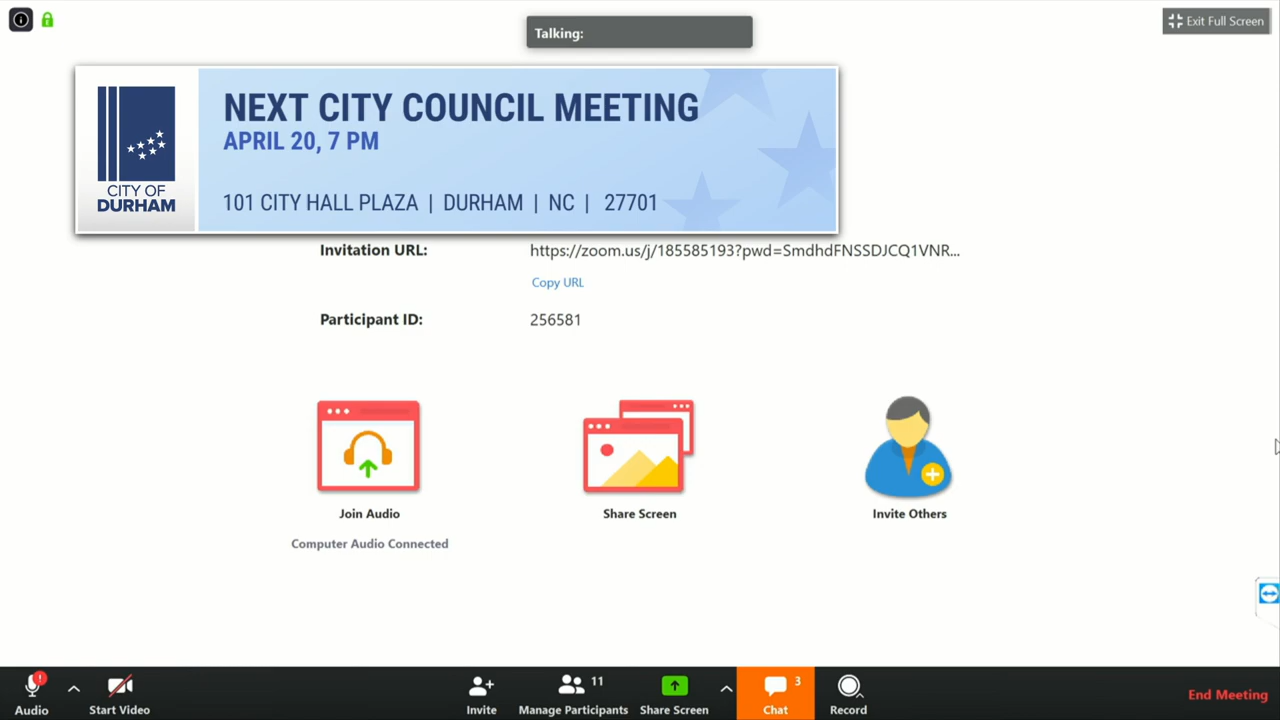 Talking:
Exit Full Screen
NEXT CITY COUNCIL MEETING
APRIL 20, 7 PM
101 CITY HALL PLAZA | DURHAM | NC | 27701
CITY OF
DURHAM
Invitation URL: https://zoom.us/j/185585193?pwd=SmdhdFNSSDJCQ1VNR...
Copy URL
Participant ID: 256581
Join Audio
Share Screen
Invite Others
Computer Audio Connected
Audio
Start Video
Invite
Manage Participants 11
Share Screen
Chat 3
Record
End Meeting